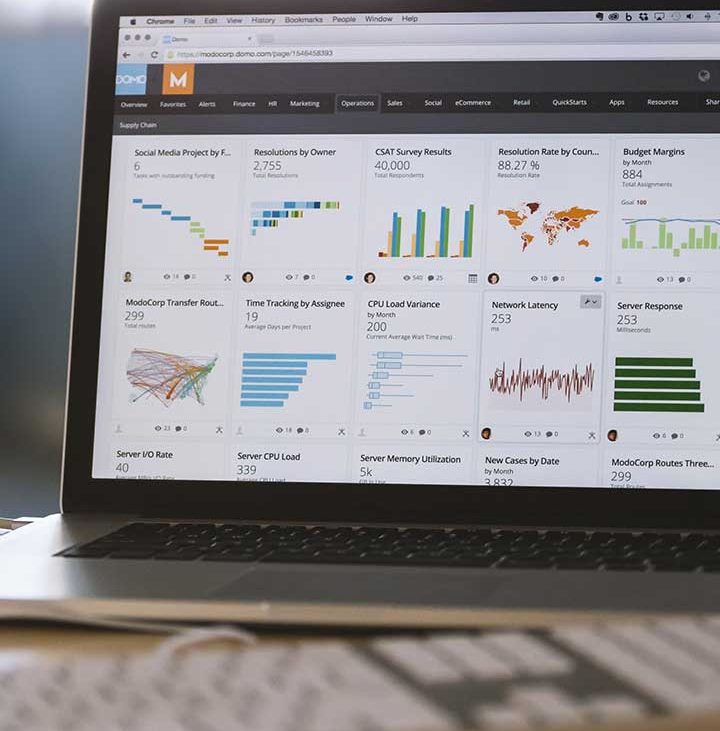 Chrome File Edit View History Bookmarks People Window Help
Domo
https://modocorp.domo.com/page/1546458393
DOMO M
Overview Favorites Alerts Finance HR Marketing Operations Sales Social eCommerce Retail QuickStarts Apps Resources Shar
Supply Chain
Social Media Project by F... Resolutions by Owner CSAT Survey Results Resolution Rate by Coun... Budget Margins
by Month
6 2,755 40,000 88.27 % 884
Tasks with outstanding funding Total Resolutions Total Respondents Resolution Rate Total Assignments
Goal 100
14 0 7 0 540 25 10 0 13 0
ModoCorp Transfer Rout... Time Tracking by Assignee CPU Load Variance Network Latency Server Response
by Month
299 19 200 253 253
Total routes Average Days per Project Current Average Wait Time (ms) ms Milliseconds
23 0 18 0 6 0 13 0 6 0
Server I/O Rate Server CPU Load Server Memory Utilization New Cases by Date ModoCorp Routes Three...
by Month
40 339 5k 3,832 299